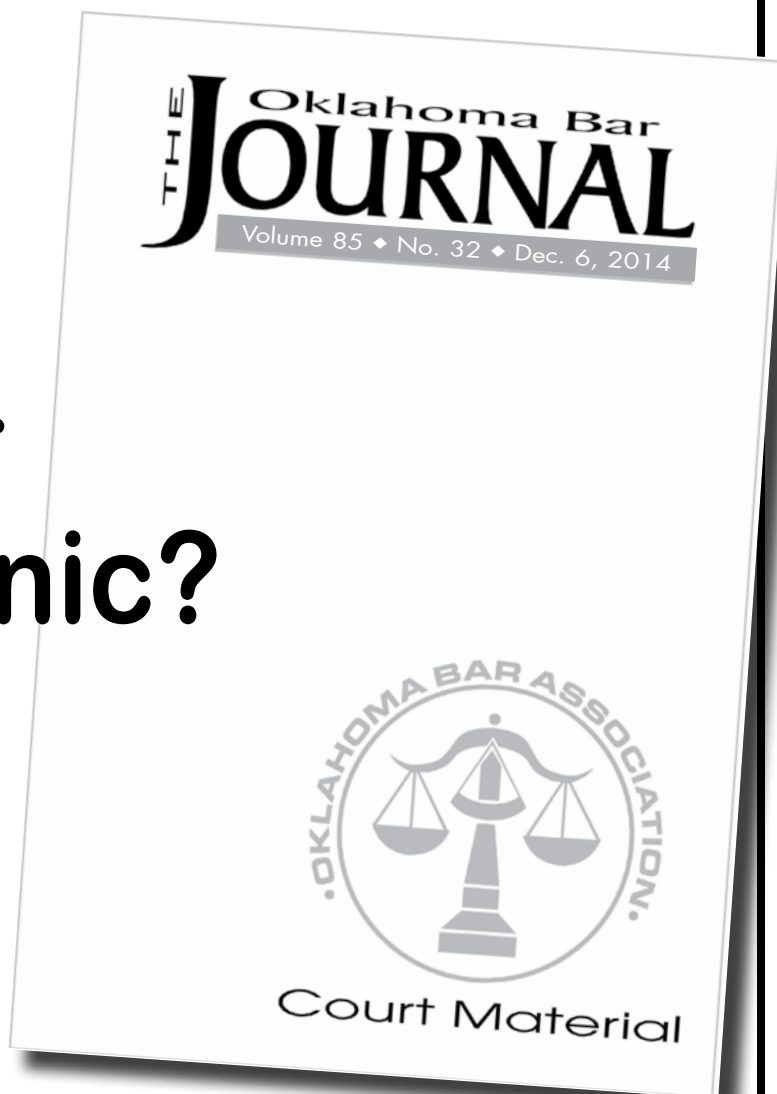 THE
Oklahoma Bar
JOURNAL
Volume 85 ◆ No. 32 ◆ Dec. 6, 2014
nic?
•OKLAHOMA BAR ASSOCIATION•
Court Material